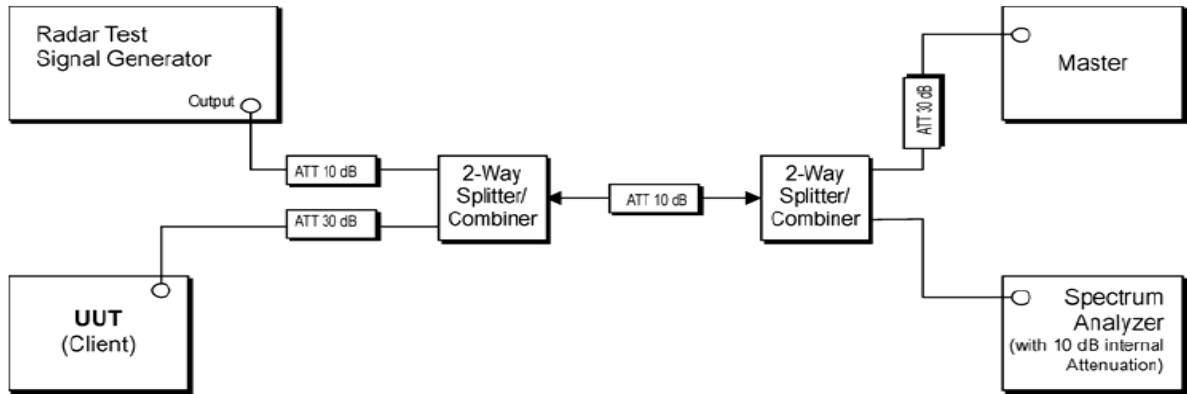 Radar Test
Signal Generator
Output
ATT 10 dB
ATT 30 dB
UUT
(Client)
2-Way
Splitter/
Combiner
ATT 10 dB
2-Way
Splitter/
Combiner
ATT 30 dB
Master
Spectrum
Analyzer
(with 10 dB internal
Attenuation)